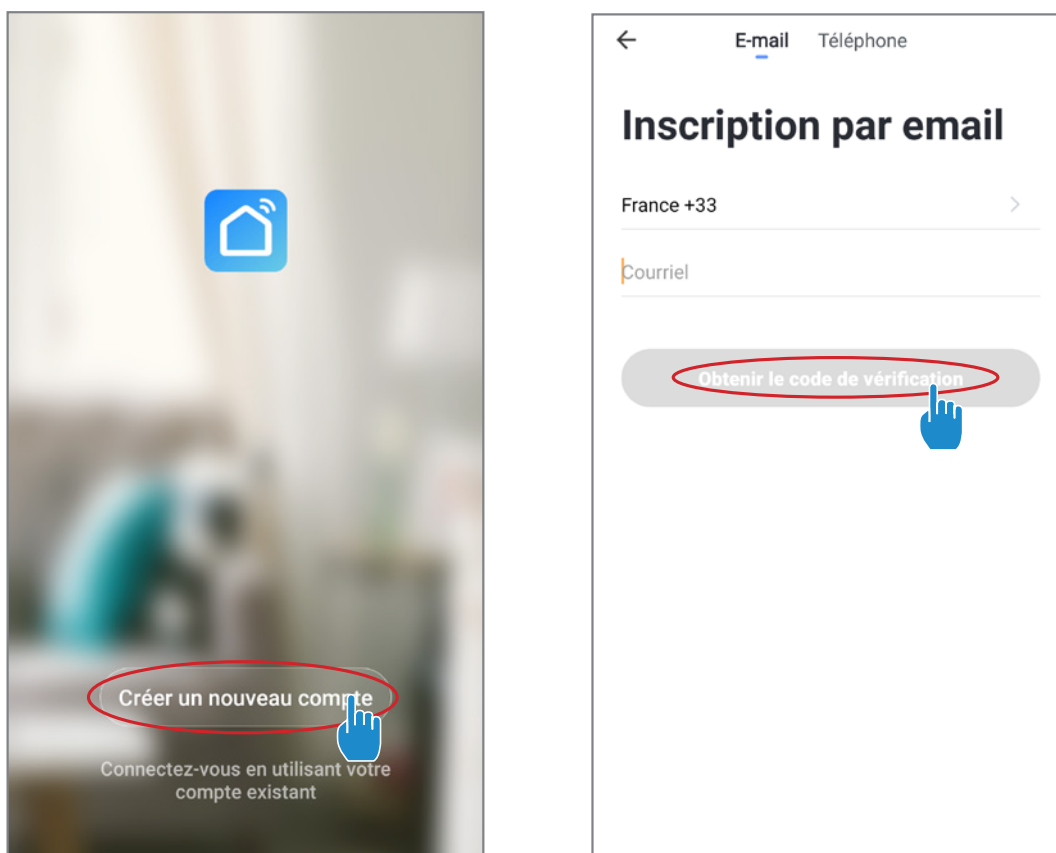 Créer un nouveau compte
Connectez-vous en utilisant votre
compte existant
E-mail Téléphone
Inscription par email
France +33
Courriel
Obtenir le code de vérification